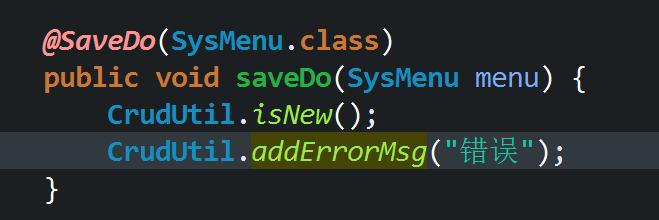 @SaveDo(SysMenu.class)
public void saveDo(SysMenu menu) {
    CrudUtil.isNew();
    CrudUtil.addErrorMsg("错误");
}